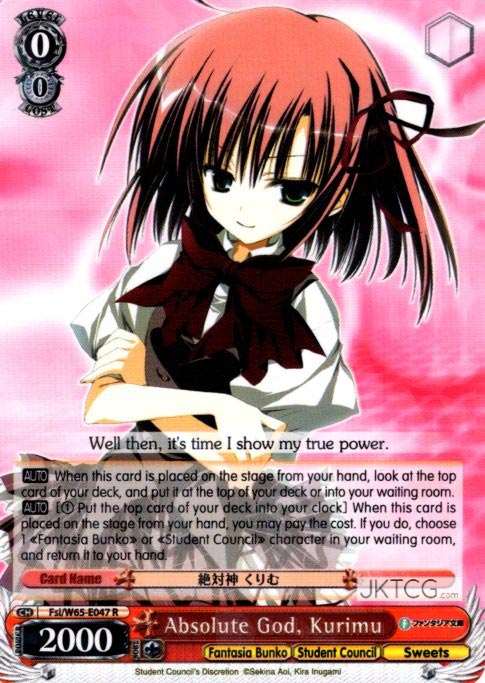 LEVEL
0
0
COST
Well then, it's time I show my true power.
AUTO When this card is placed on the stage from your hand, look at the top
card of your deck, and put it at the top of your deck or into your waiting room.
AUTO [① Put the top card of your deck into your clock] When this card is
placed on the stage from your hand, you may pay the cost. If you do, choose
1 «Fantasia Bunko» or «Student Council» character in your waiting room,
and return it to your hand.
Card Name 絶対神 くりむ
JKTCG.com
CH Fsi/W65-E047 R
POWER 2000 SOUL
Absolute God, Kurimu
ファンタジア文庫
Fantasia Bunko Student Council Sweets
Student Council's Discretion ©Sekina Aoi, Kira Inugami